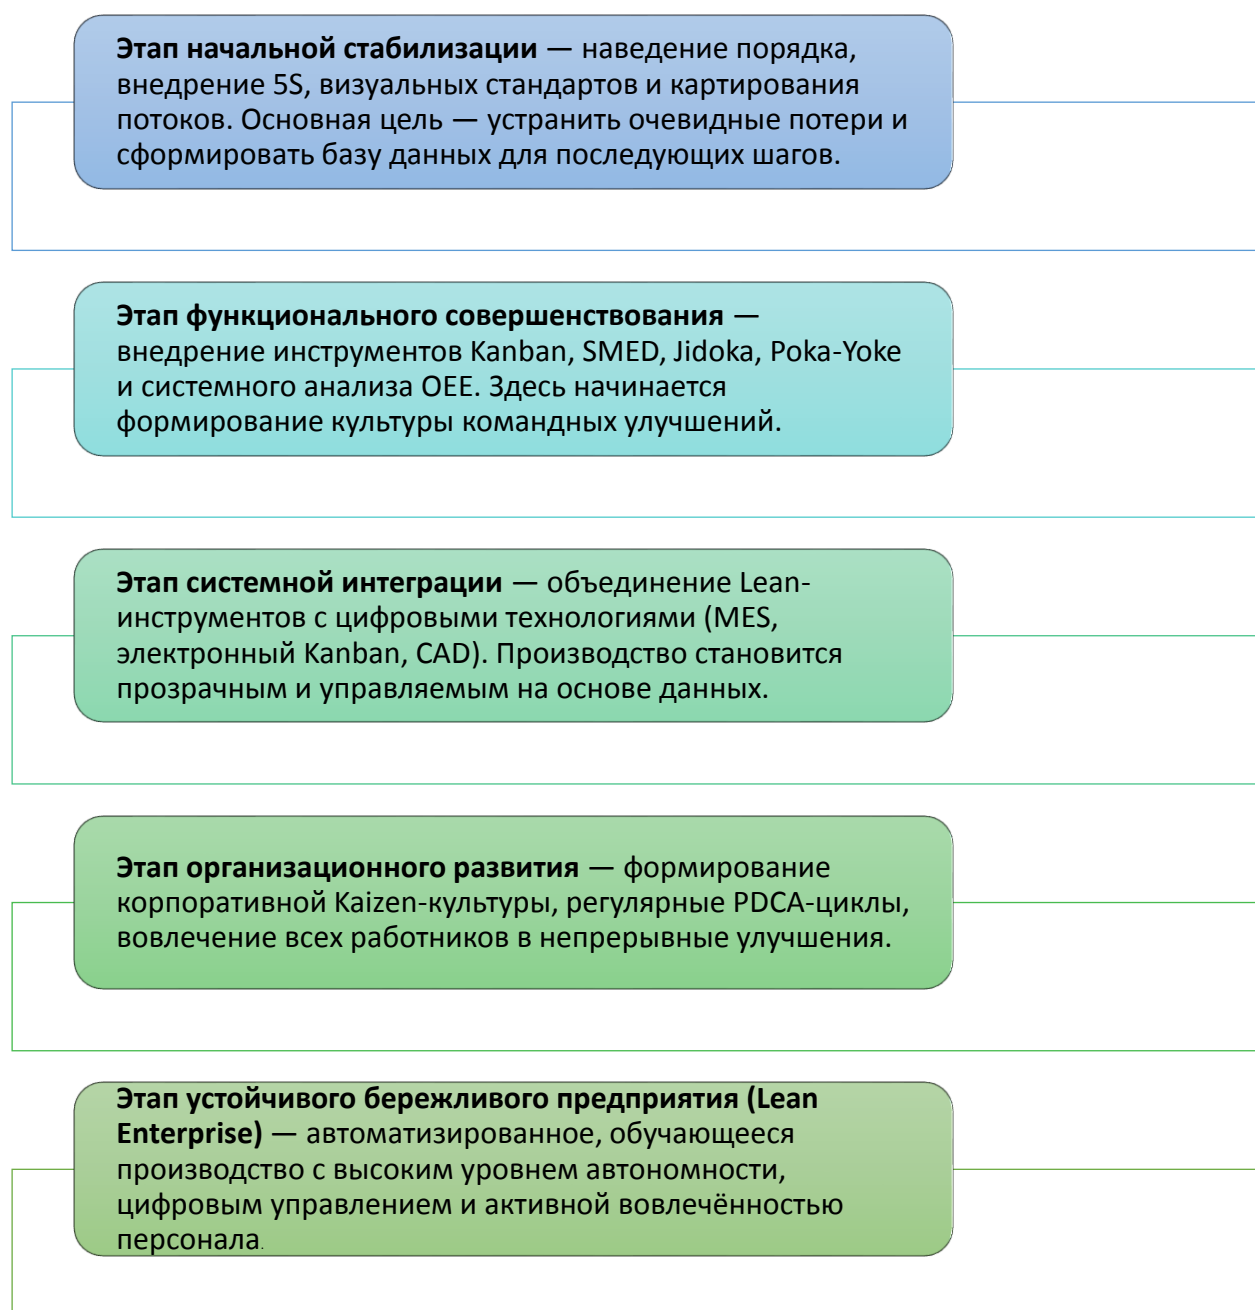 Этап начальной стабилизации — наведение порядка,
внедрение 5S, визуальных стандартов и картирования
потоков. Основная цель — устранить очевидные потери и
сформировать базу данных для последующих шагов.
Этап функционального совершенствования —
внедрение инструментов Kanban, SMED, Jidoka, Poka-Yoke
и системного анализа OEE. Здесь начинается
формирование культуры командных улучшений.
Этап системной интеграции — объединение Lean-
инструментов с цифровыми технологиями (MES,
электронный Kanban, CAD). Производство становится
прозрачным и управляемым на основе данных.
Этап организационного развития — формирование
корпоративной Kaizen-культуры, регулярные PDCA-циклы,
вовлечение всех работников в непрерывные улучшения.
Этап устойчивого бережливого предприятия (Lean
Enterprise) — автоматизированное, обучающееся
производство с высоким уровнем автономности,
цифровым управлением и активной вовлечённостью
персонала.